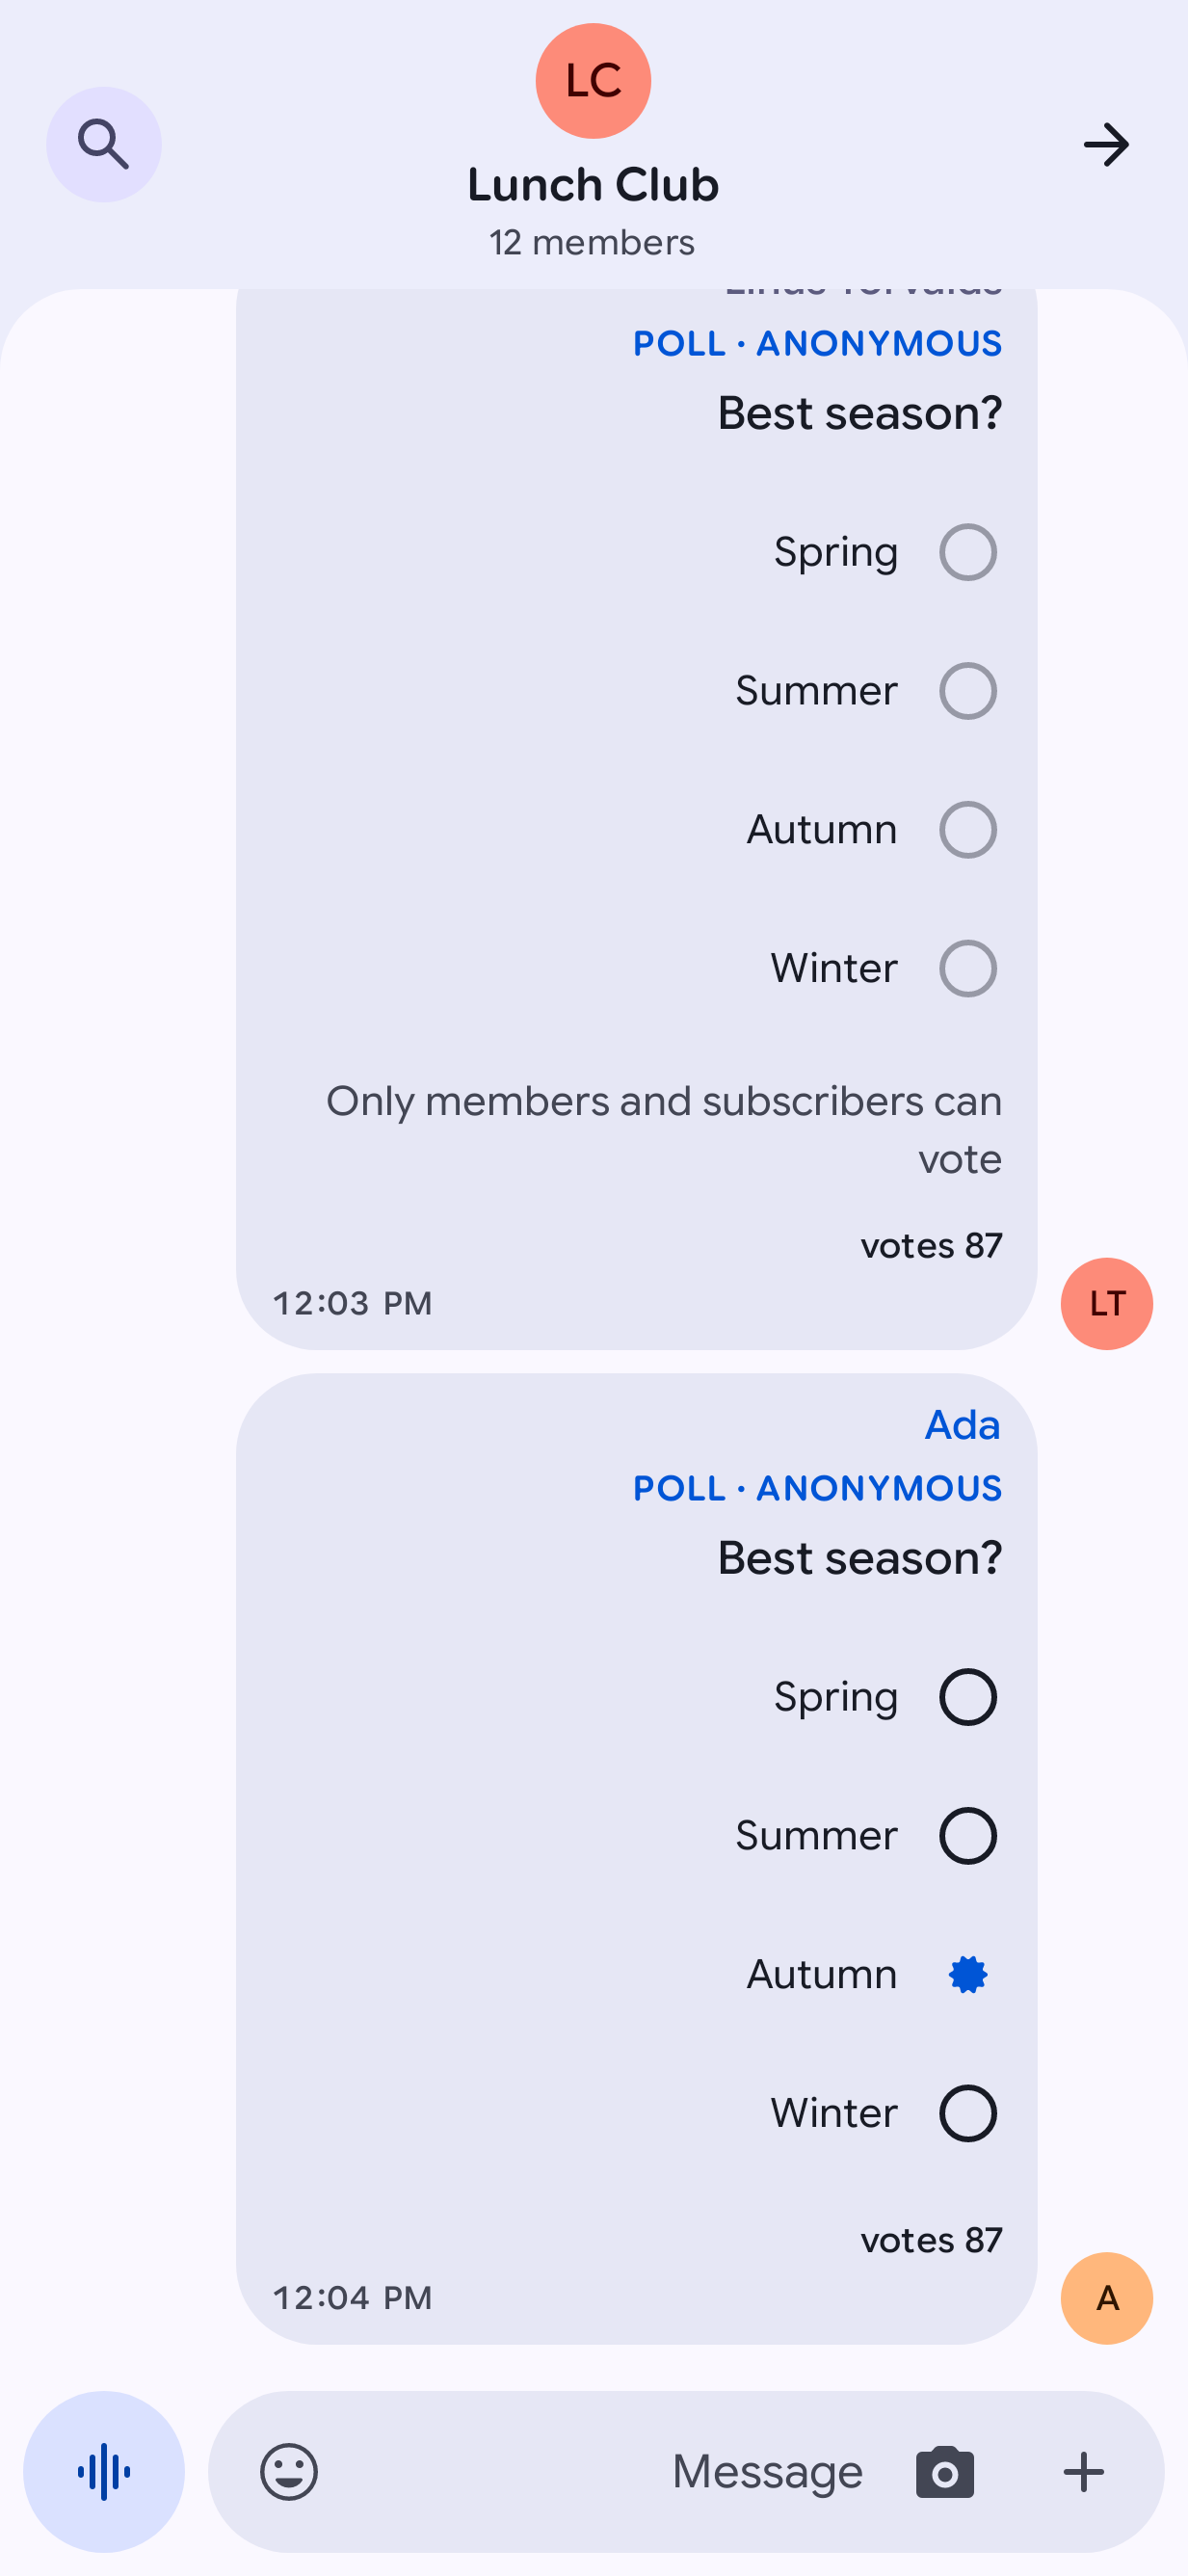 LC
Lunch Club
12 members
POLL · ANONYMOUS
Best season?
Spring
Summer
Autumn
Winter
Only members and subscribers can
vote
votes 87
12:03 PM
LT
Ada
POLL · ANONYMOUS
Best season?
Spring
Summer
Autumn
Winter
votes 87
12:04 PM
A
Message